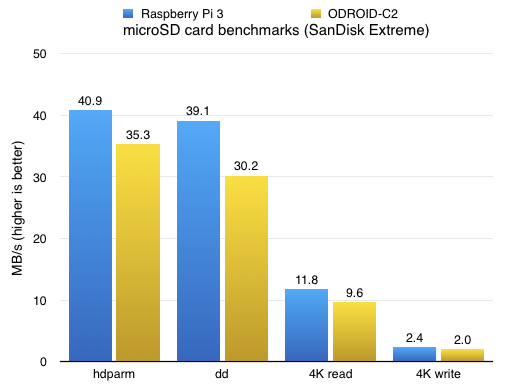 Raspberry Pi 3 ODROID-C2
microSD card benchmarks (SanDisk Extreme)
MB/s (higher is better)
50
40
30
20
10
0
40.9 35.3 39.1 30.2 11.8 9.6 2.4 2.0
hdparm dd 4K read 4K write